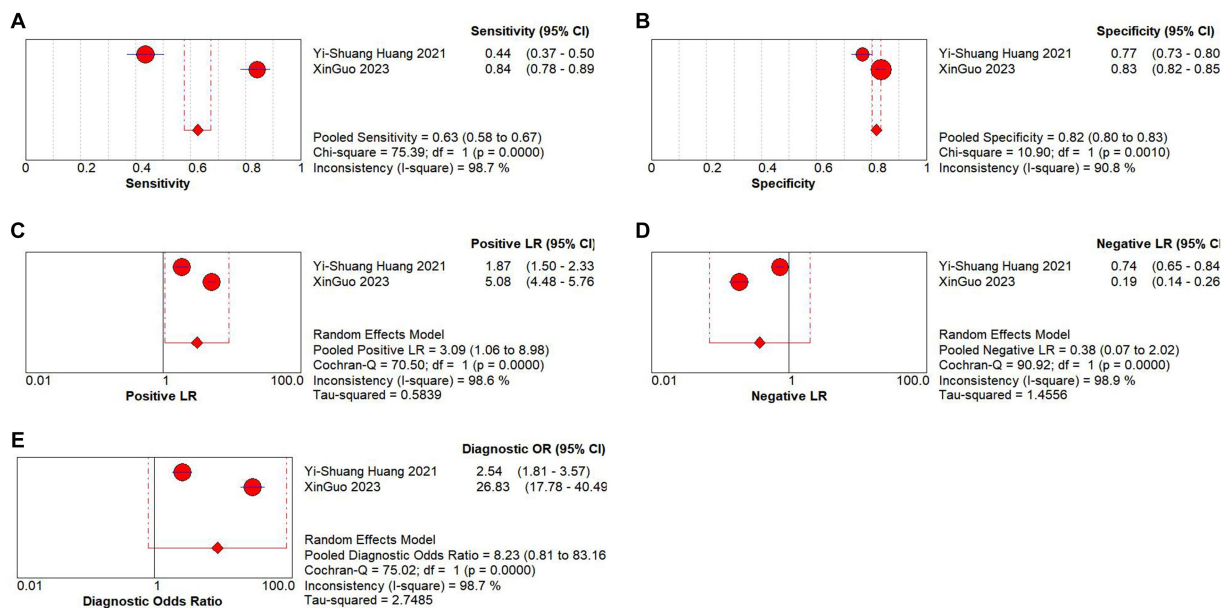 A
Sensitivity (95% CI)
Yi-Shuang Huang 2021 0.44 (0.37 - 0.50
XinGuo 2023 0.84 (0.78 - 0.89
Pooled Sensitivity = 0.63 (0.58 to 0.67)
Chi-square = 75.39; df = 1 (p = 0.0000)
Inconsistency (I-square) = 98.7 %
0 0.2 0.4 0.6 0.8 1
Sensitivity
B
Specificity (95% CI)
Yi-Shuang Huang 2021 0.77 (0.73 - 0.80
XinGuo 2023 0.83 (0.82 - 0.85
Pooled Specificity = 0.82 (0.80 to 0.83)
Chi-square = 10.90; df = 1 (p = 0.0010)
Inconsistency (I-square) = 90.8 %
0 0.2 0.4 0.6 0.8 1
Specificity
C
Positive LR (95% CI)
Yi-Shuang Huang 2021 1.87 (1.50 - 2.33
XinGuo 2023 5.08 (4.48 - 5.76
Random Effects Model
Pooled Positive LR = 3.09 (1.06 to 8.98)
Cochran-Q = 70.50; df = 1 (p = 0.0000)
Inconsistency (I-square) = 98.6 %
Tau-squared = 0.5839
0.01 1 100.0
Positive LR
D
Negative LR (95% CI
Yi-Shuang Huang 2021 0.74 (0.65 - 0.84
XinGuo 2023 0.19 (0.14 - 0.26
Random Effects Model
Pooled Negative LR = 0.38 (0.07 to 2.02)
Cochran-Q = 90.92; df = 1 (p = 0.0000)
Inconsistency (I-square) = 98.9 %
Tau-squared = 1.4556
0.01 1 100.0
Negative LR
E
Diagnostic OR (95% CI)
Yi-Shuang Huang 2021 2.54 (1.81 - 3.57)
XinGuo 2023 26.83 (17.78 - 40.49
Random Effects Model
Pooled Diagnostic Odds Ratio = 8.23 (0.81 to 83.16
Cochran-Q = 75.02; df = 1 (p = 0.0000)
Inconsistency (I-square) = 98.7 %
Tau-squared = 2.7485
0.01 1 100.0
Diagnostic Odds Ratio